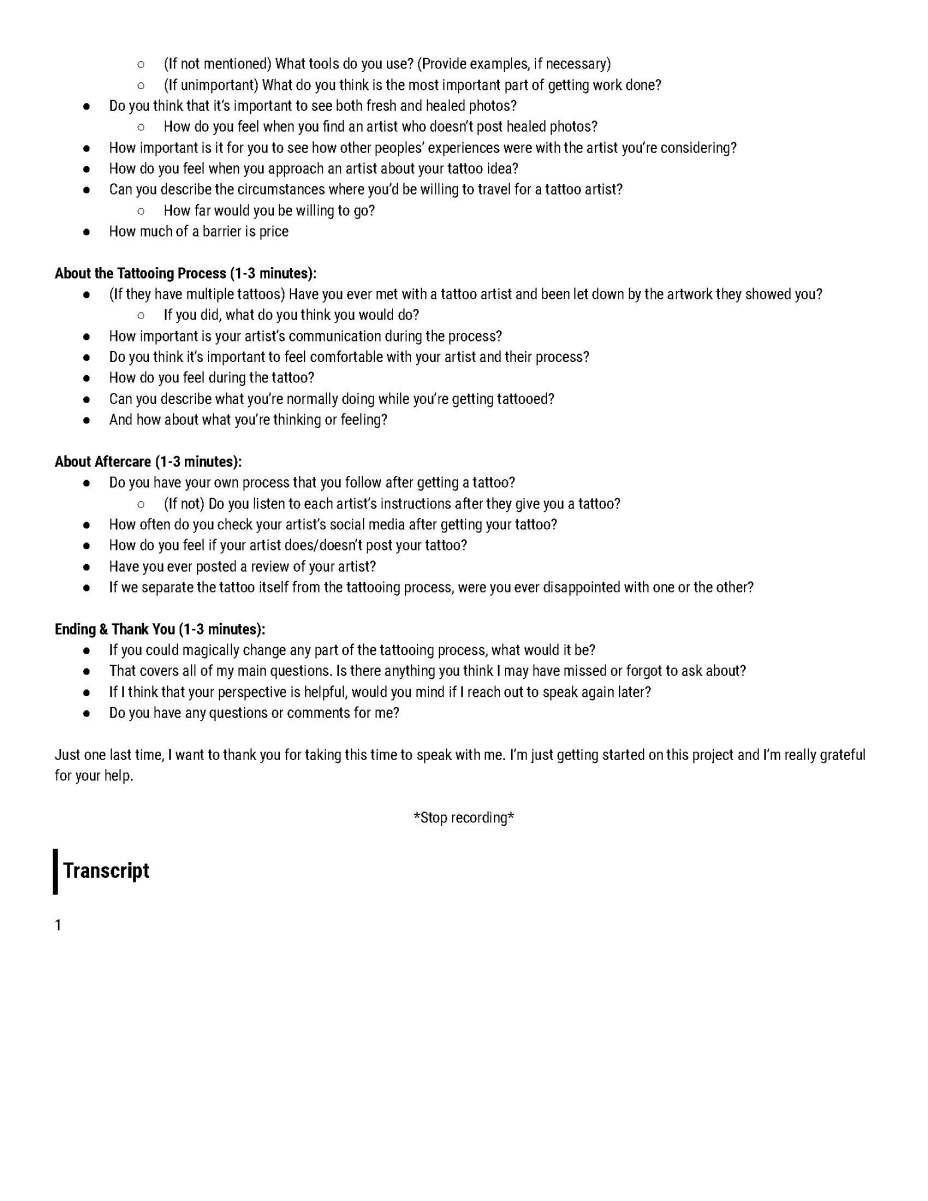 ○ (If not mentioned) What tools do you use? (Provide examples, if necessary)
○ (If unimportant) What do you think is the most important part of getting work done?
● Do you think that it's important to see both fresh and healed photos?
○ How do you feel when you find an artist who doesn't post healed photos?
● How important is it for you to see how other peoples' experiences were with the artist you're considering?
● How do you feel when you approach an artist about your tattoo idea?
● Can you describe the circumstances where you'd be willing to travel for a tattoo artist?
○ How far would you be willing to go?
● How much of a barrier is price
About the Tattooing Process (1-3 minutes):
● (If they have multiple tattoos) Have you ever met with a tattoo artist and been let down by the artwork they showed you?
○ If you did, what do you think you would do?
● How important is your artist's communication during the process?
● Do you think it's important to feel comfortable with your artist and their process?
● How do you feel during the tattoo?
● Can you describe what you're normally doing while you're getting tattooed?
● And how about what you're thinking or feeling?
About Aftercare (1-3 minutes):
● Do you have your own process that you follow after getting a tattoo?
○ (If not) Do you listen to each artist's instructions after they give you a tattoo?
● How often do you check your artist's social media after getting your tattoo?
● How do you feel if your artist does/doesn't post your tattoo?
● Have you ever posted a review of your artist?
● If we separate the tattoo itself from the tattooing process, were you ever disappointed with one or the other?
Ending & Thank You (1-3 minutes):
● If you could magically change any part of the tattooing process, what would it be?
● That covers all of my main questions. Is there anything you think I may have missed or forgot to ask about?
● If I think that your perspective is helpful, would you mind if I reach out to speak again later?
● Do you have any questions or comments for me?
Just one last time, I want to thank you for taking this time to speak with me. I'm just getting started on this project and I'm really grateful
for your help.
*Stop recording*
Transcript
1